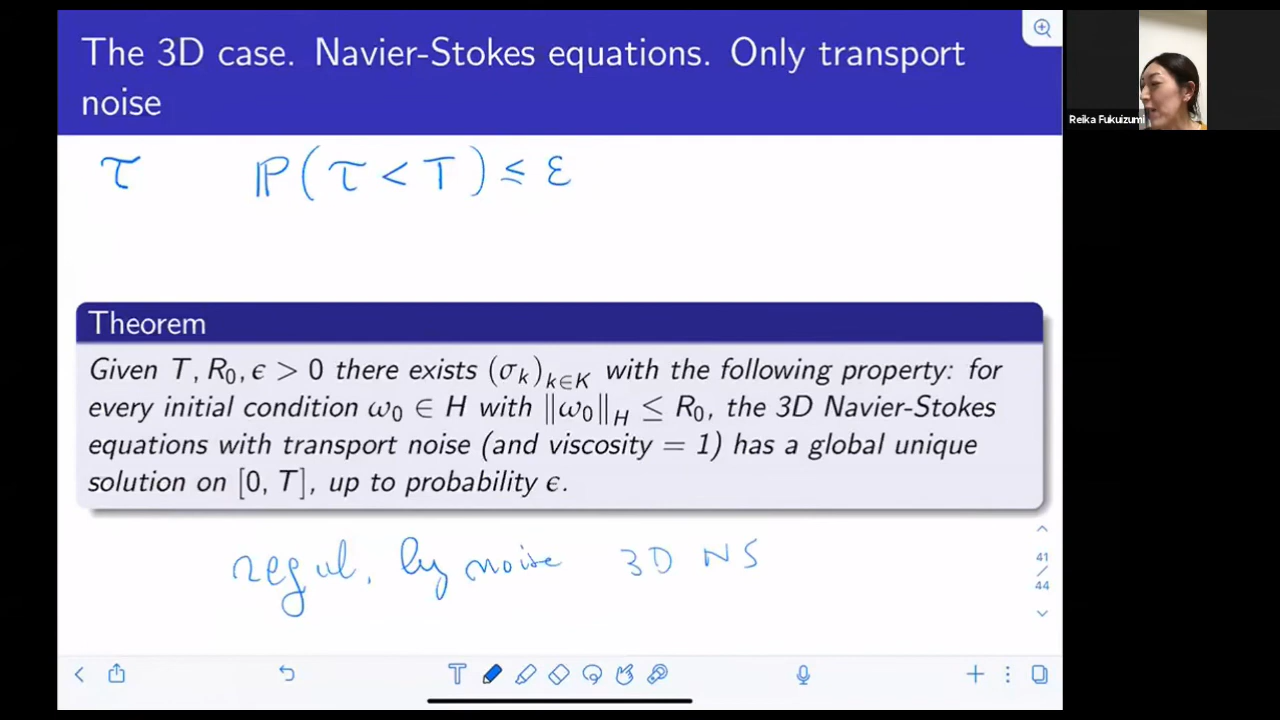 The 3D case. Navier-Stokes equations. Only transport
noise
τ ℙ(τ < T) ≤ ε
Theorem
Given T, R₀, ϵ > 0 there exists (σₖ)ₖ∈K with the following property: for
every initial condition ω₀ ∈ H with ‖ω₀‖_H ≤ R₀, the 3D Navier-Stokes
equations with transport noise (and viscosity = 1) has a global unique
solution on [0, T], up to probability ϵ.
regul. by noise 3D NS
41
/
44
T
Reika Fukuizumi